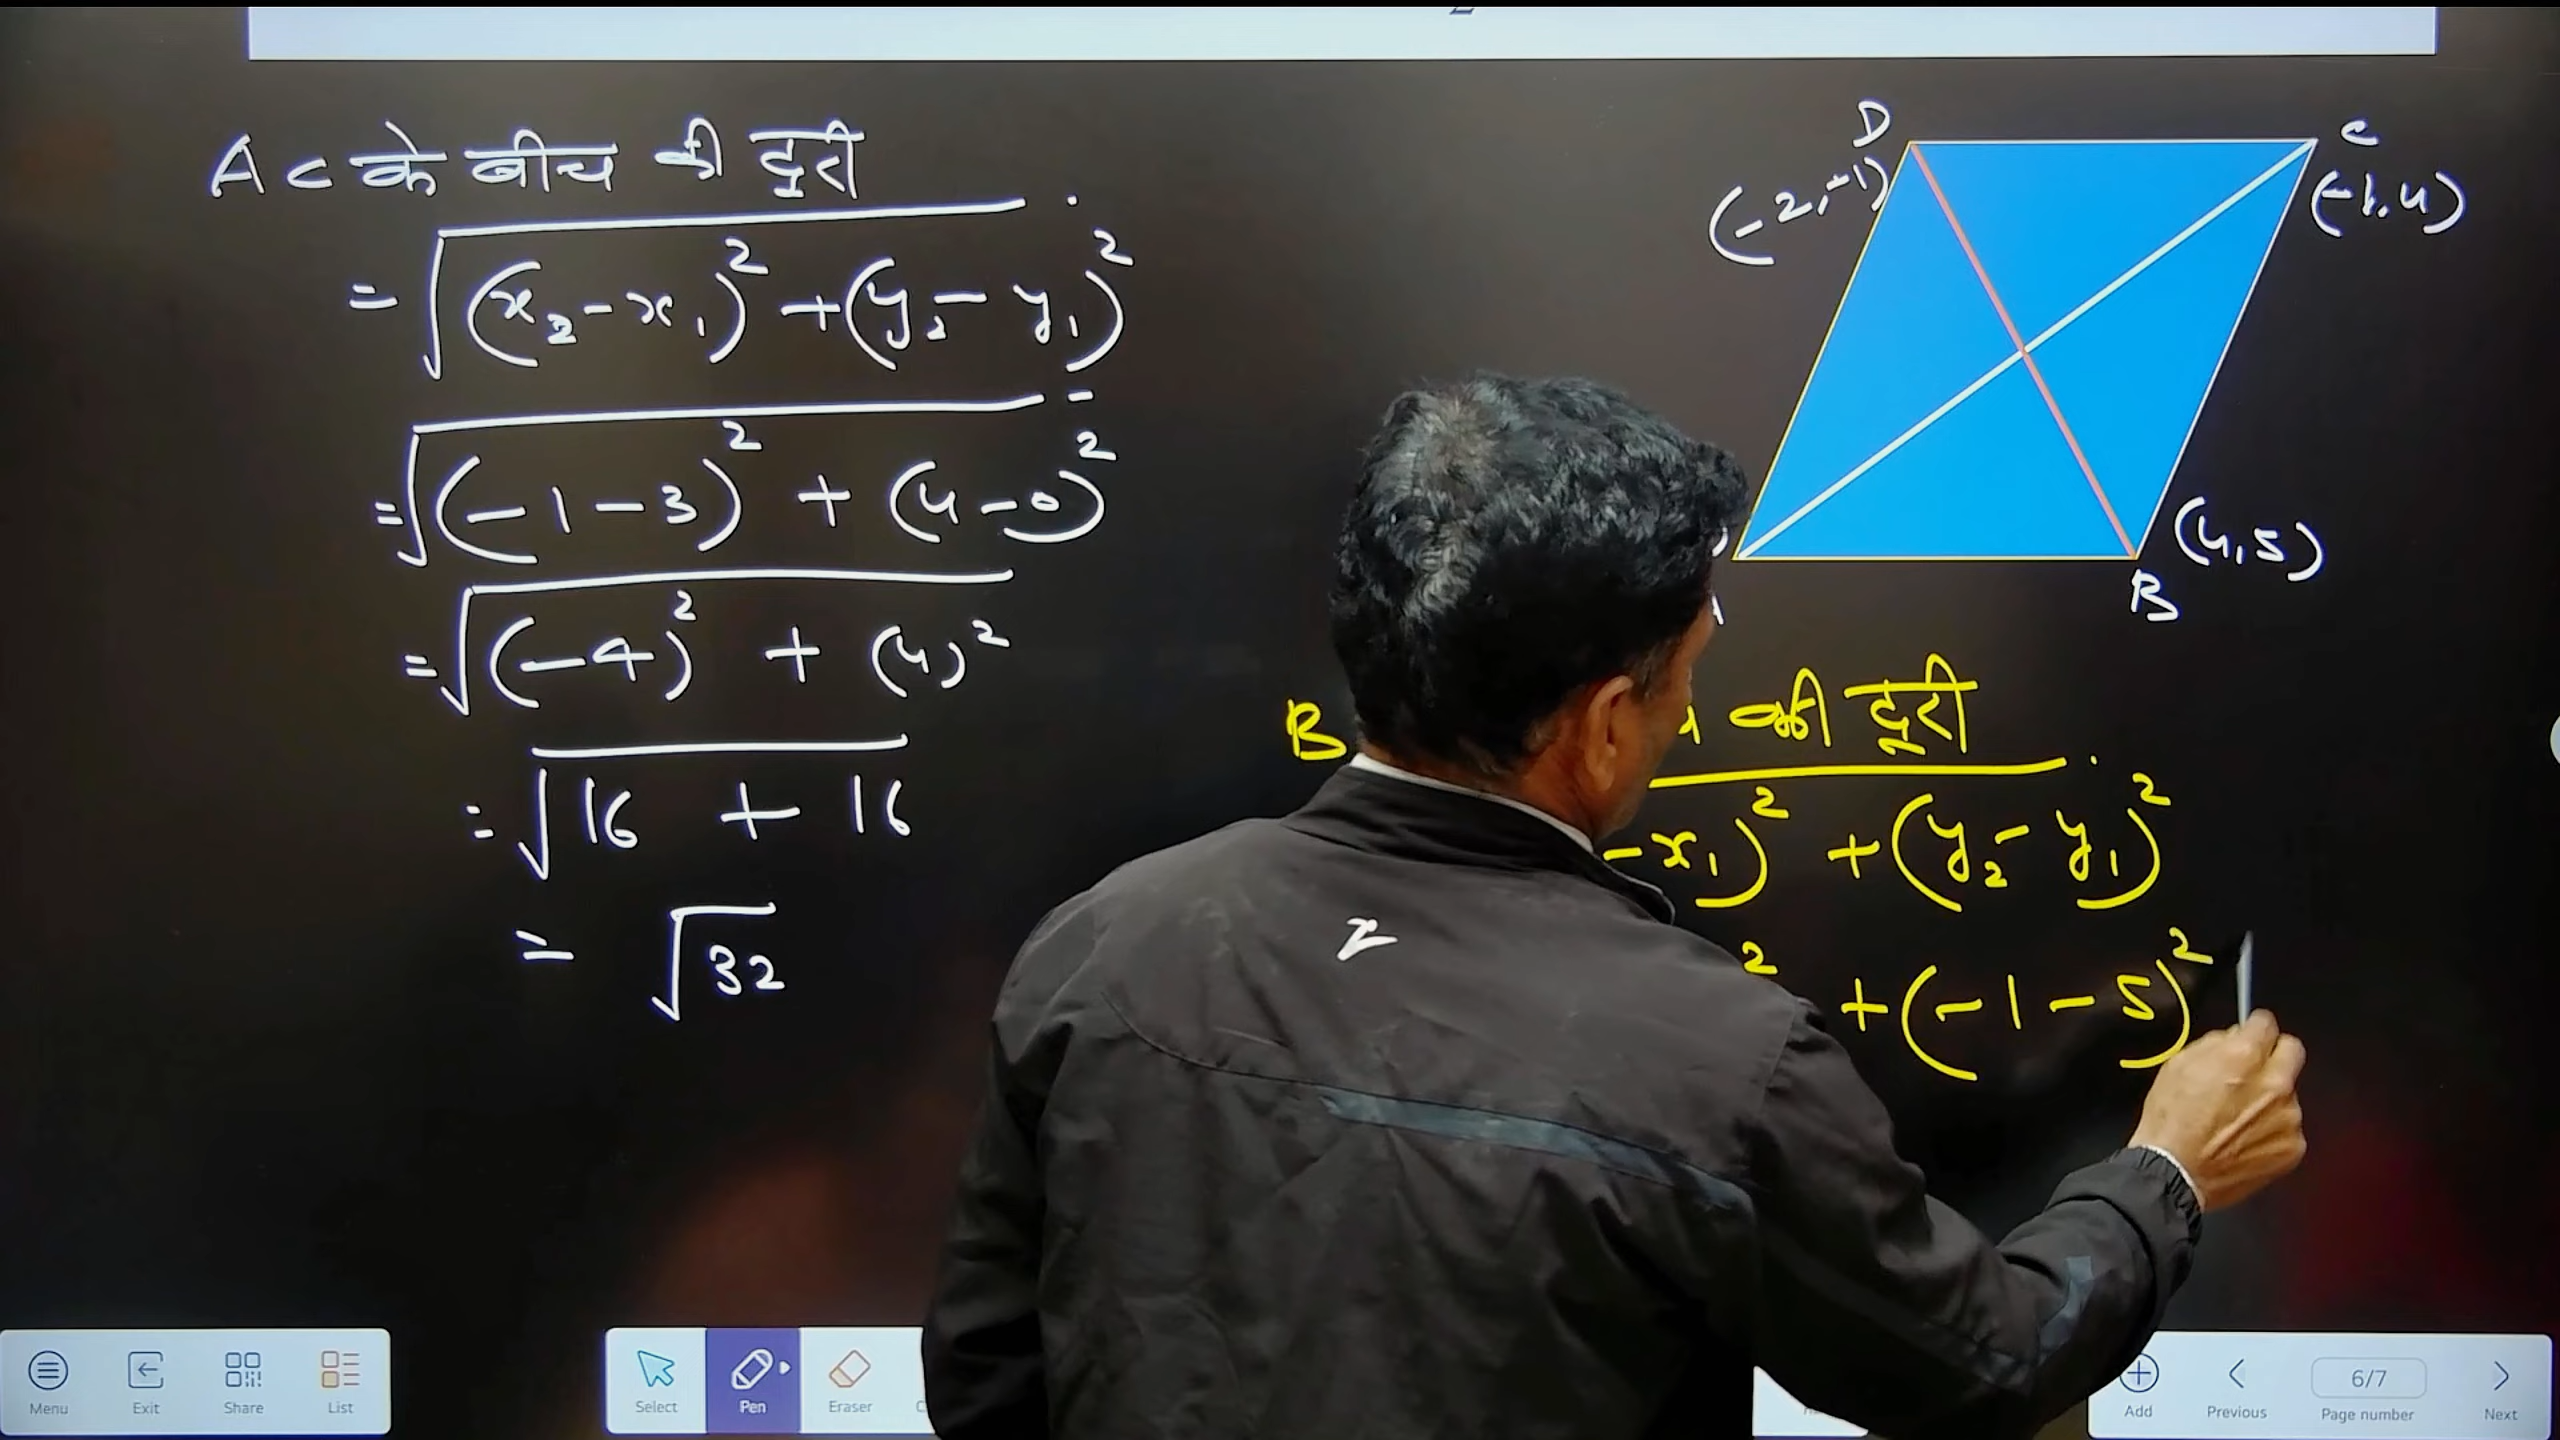 AC के बीच की दूरी
= √(x₂ - x₁)² + (y₂ - y₁)²
= √(-1 - 3)² + (4 - 0)²
= √(-4)² + (4)²
= √16 + 16
= √32
D
C
(-2,-1)
(-1,4)
(4,5)
B
B
की दूरी
- x₁)² + (y₂ - y₁)²
² + (-1 - 5)²
Menu
Exit
Share
List
Select
Pen
Eraser
Add
Previous
6/7
Page number
Next